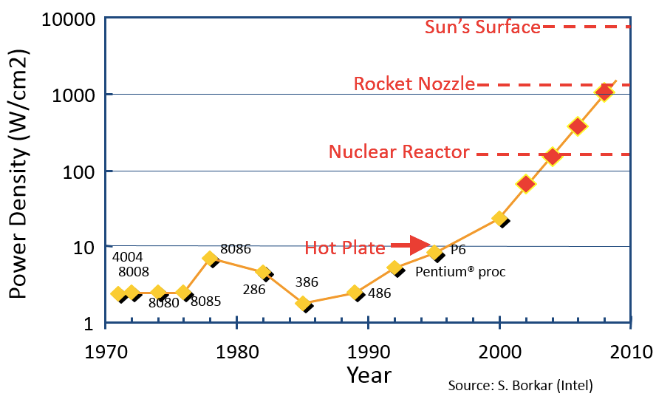 Power Density (W/cm2)
10000
1000
100
10
1
Sun's Surface
Rocket Nozzle
Nuclear Reactor
Hot Plate
4004
8008
8080
8085
8086
286
386
486
Pentium® proc
P6
1970
1980
1990
2000
2010
Year
Source: S. Borkar (Intel)